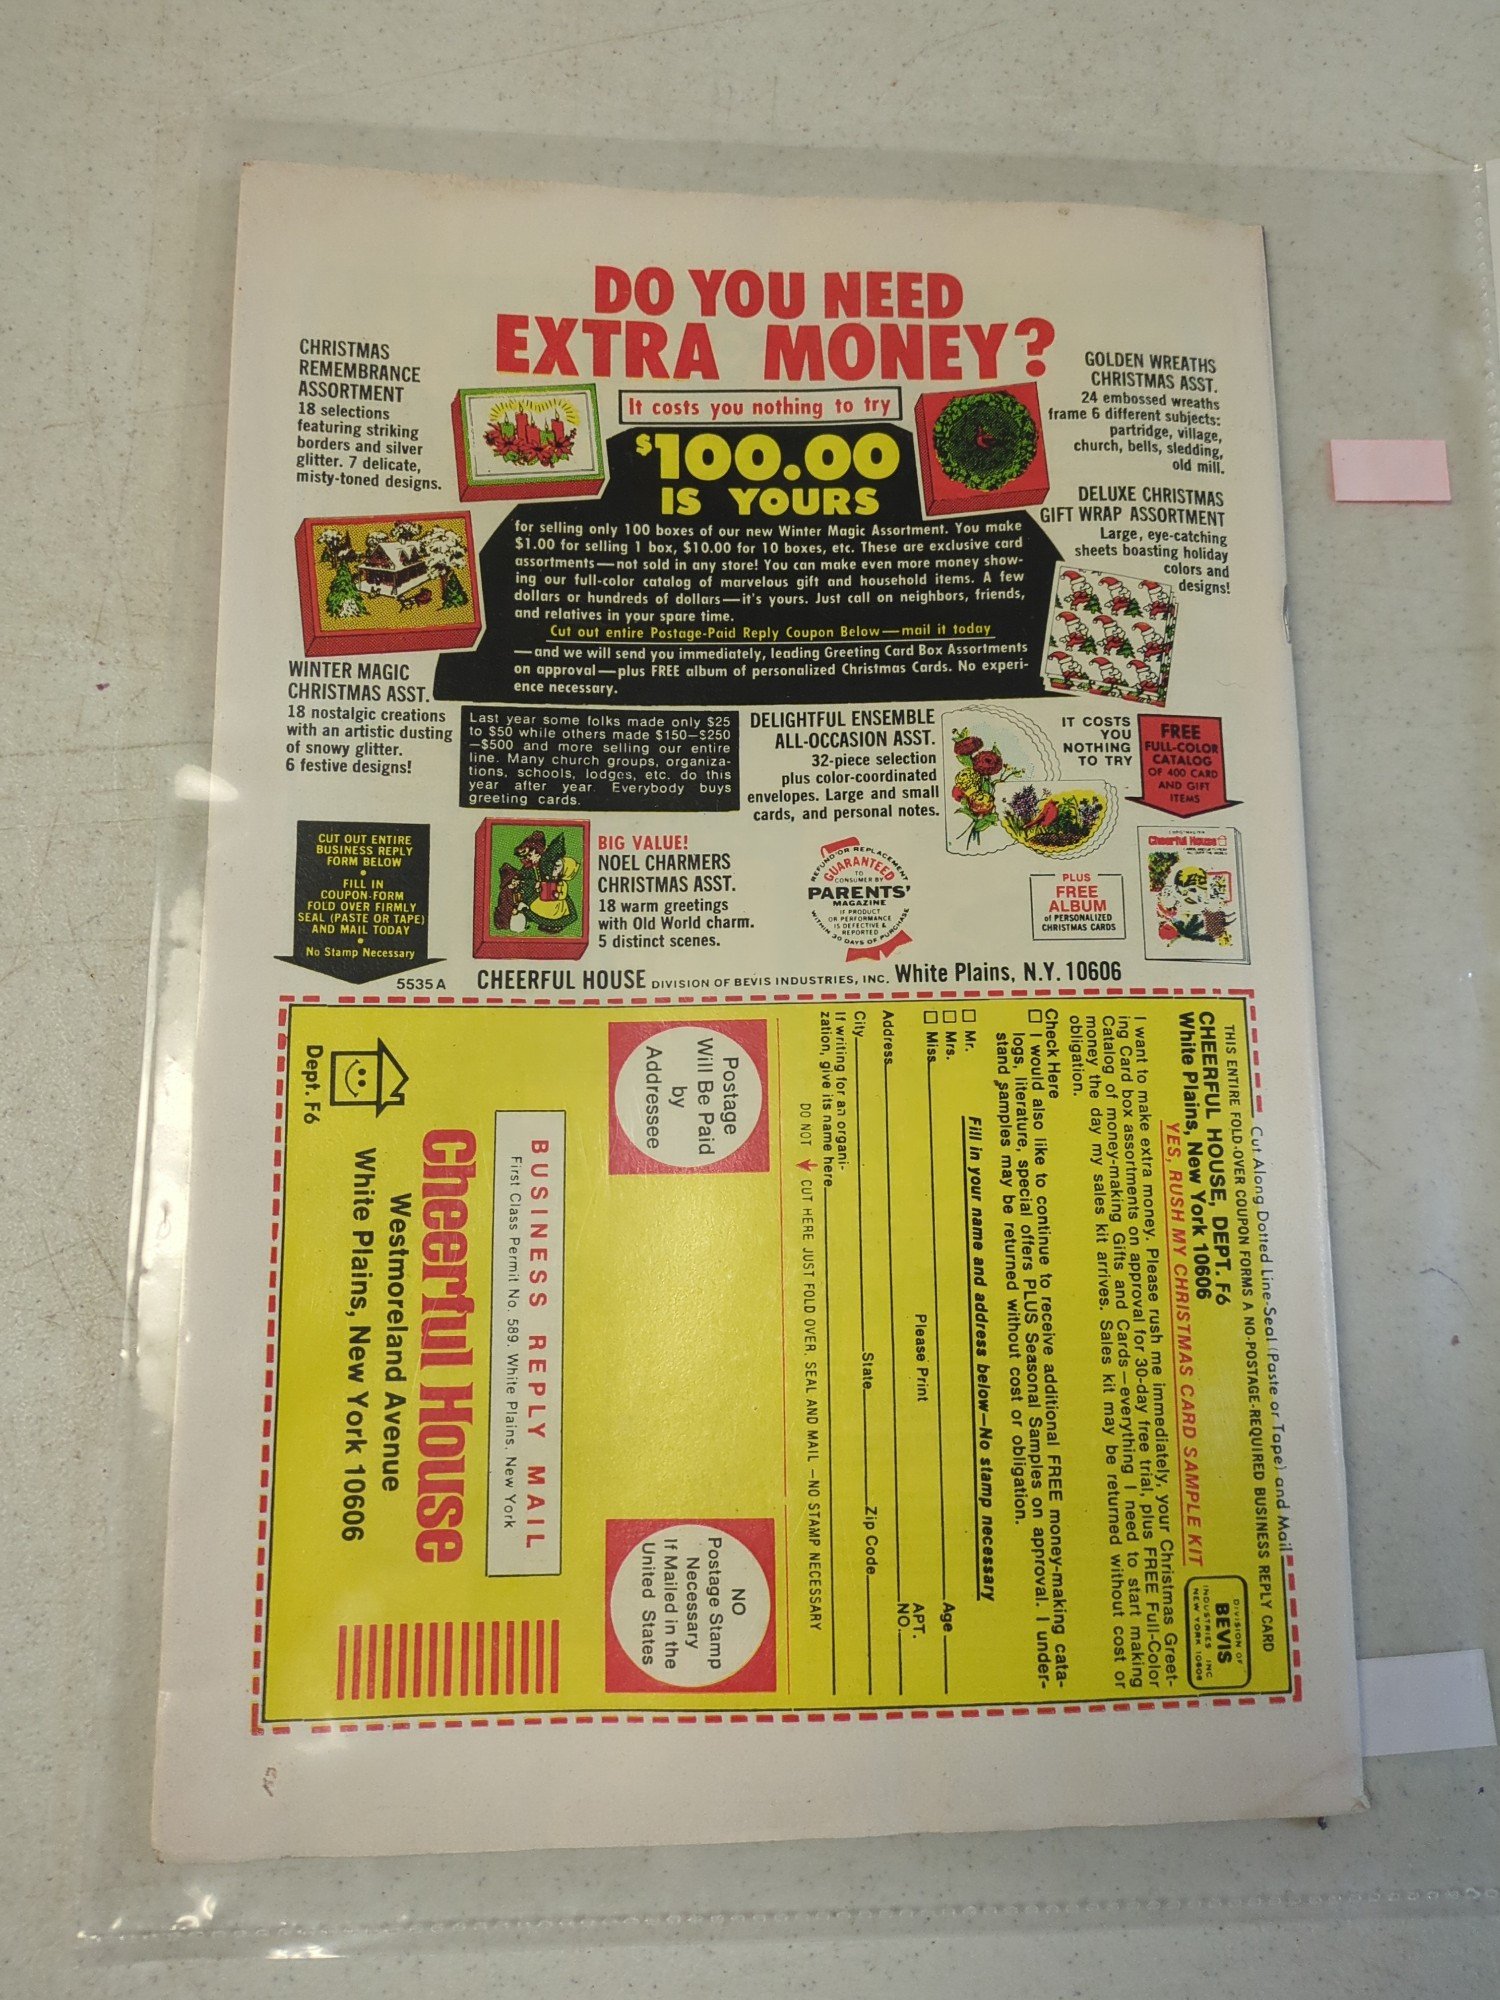 DO YOU NEED
EXTRA MONEY?
It costs you nothing to try
$100.00
IS YOURS
for selling only 100 boxes of our new Winter Magic Assortment. You make
$1.00 for selling 1 box, $10.00 for 10 boxes, etc. These are exclusive card
assortments—not sold in any store! You can make even more money show-
ing our full-color catalog of marvelous gift and household items. A few
dollars or hundreds of dollars—it's yours. Just call on neighbors, friends,
and relatives in your spare time.
Cut out entire Postage-Paid Reply Coupon Below—mail it today
—and we will send you immediately, leading Greeting Card Box Assortments
on approval—plus FREE album of personalized Christmas Cards. No experi-
ence necessary.
CHRISTMAS
REMEMBRANCE
ASSORTMENT
18 selections
featuring striking
borders and silver
glitter. 7 delicate,
misty-toned designs.
GOLDEN WREATHS
CHRISTMAS ASST.
24 embossed wreaths
frame 6 different subjects:
partridge, village,
church, bells, sledding,
old mill.
DELUXE CHRISTMAS
GIFT WRAP ASSORTMENT
Large, eye-catching
sheets boasting holiday
colors and
designs!
WINTER MAGIC
CHRISTMAS ASST.
18 nostalgic creations
with an artistic dusting
of snowy glitter.
6 festive designs!
Last year some folks made only $25
to $50 while others made $150—$250
—$500 and more selling our entire
line. Many church groups, organiza-
tions, schools, lodges, etc. do this
year after year. Everybody buys
greeting cards.
DELIGHTFUL ENSEMBLE
ALL-OCCASION ASST.
32-piece selection
plus color-coordinated
envelopes. Large and small
cards, and personal notes.
IT COSTS
YOU
NOTHING
TO TRY
FREE
FULL-COLOR
CATALOG
OF 400 CARD
AND GIFT
ITEMS
CUT OUT ENTIRE
BUSINESS REPLY
FORM BELOW
•
FILL IN
COUPON-FORM
FOLD OVER FIRMLY
SEAL (PASTE OR TAPE)
AND MAIL TODAY
•
No Stamp Necessary
BIG VALUE!
NOEL CHARMERS
CHRISTMAS ASST.
18 warm greetings
with Old World charm.
5 distinct scenes.
REFUND OR REPLACEMENT
GUARANTEED
TO
CONSUMER BY
PARENTS'
MAGAZINE
IF PRODUCT
OR PERFORMANCE
IS DEFECTIVE &
REPORTED
WITHIN 30 DAYS OF PURCHASE
PLUS
FREE
ALBUM
of PERSONALIZED
CHRISTMAS CARDS
Cheerful House
5535A
CHEERFUL HOUSE DIVISION OF BEVIS INDUSTRIES, INC. White Plains, N.Y. 10606
Cut Along Dotted Line-Seal (Paste or Tape) and Mail
THIS ENTIRE FOLD-OVER COUPON FORMS A NO-POSTAGE-REQUIRED BUSINESS REPLY CARD
CHEERFUL HOUSE, DEPT. F6
White Plains, New York 10606
DIVISION OF
BEVIS
INDUSTRIES INC
NEW YORK 10606
YES, RUSH MY CHRISTMAS CARD SAMPLE KIT
I want to make extra money. Please rush me immediately, your Christmas Greet-
ing Card box assortments on approval for 30-day free trial, plus FREE Full-Color
Catalog of money-making Gifts and Cards—everything I need to start making
money the day my sales kit arrives. Sales kit may be returned without cost or
obligation.
Check Here
I would also like to continue to receive additional FREE money-making cata-
logs, literature, special offers PLUS Seasonal Samples on approval. I under-
stand samples may be returned without cost or obligation.
Fill in your name and address below—No stamp necessary
Mr.
Mrs.
Miss
Age
Please Print
Address
APT.
NO.
City
State
Zip Code
If writing for an organi-
zation, give its name here
DO NOT CUT HERE JUST FOLD OVER. SEAL AND MAIL —NO STAMP NECESSARY
Postage
Will Be Paid
by
Addressee
NO
Postage Stamp
Necessary
If Mailed in the
United States
BUSINESS REPLY MAIL
First Class Permit No. 589. White Plains, New York
Cheerful House
Westmoreland Avenue
White Plains, New York 10606
Dept. F6